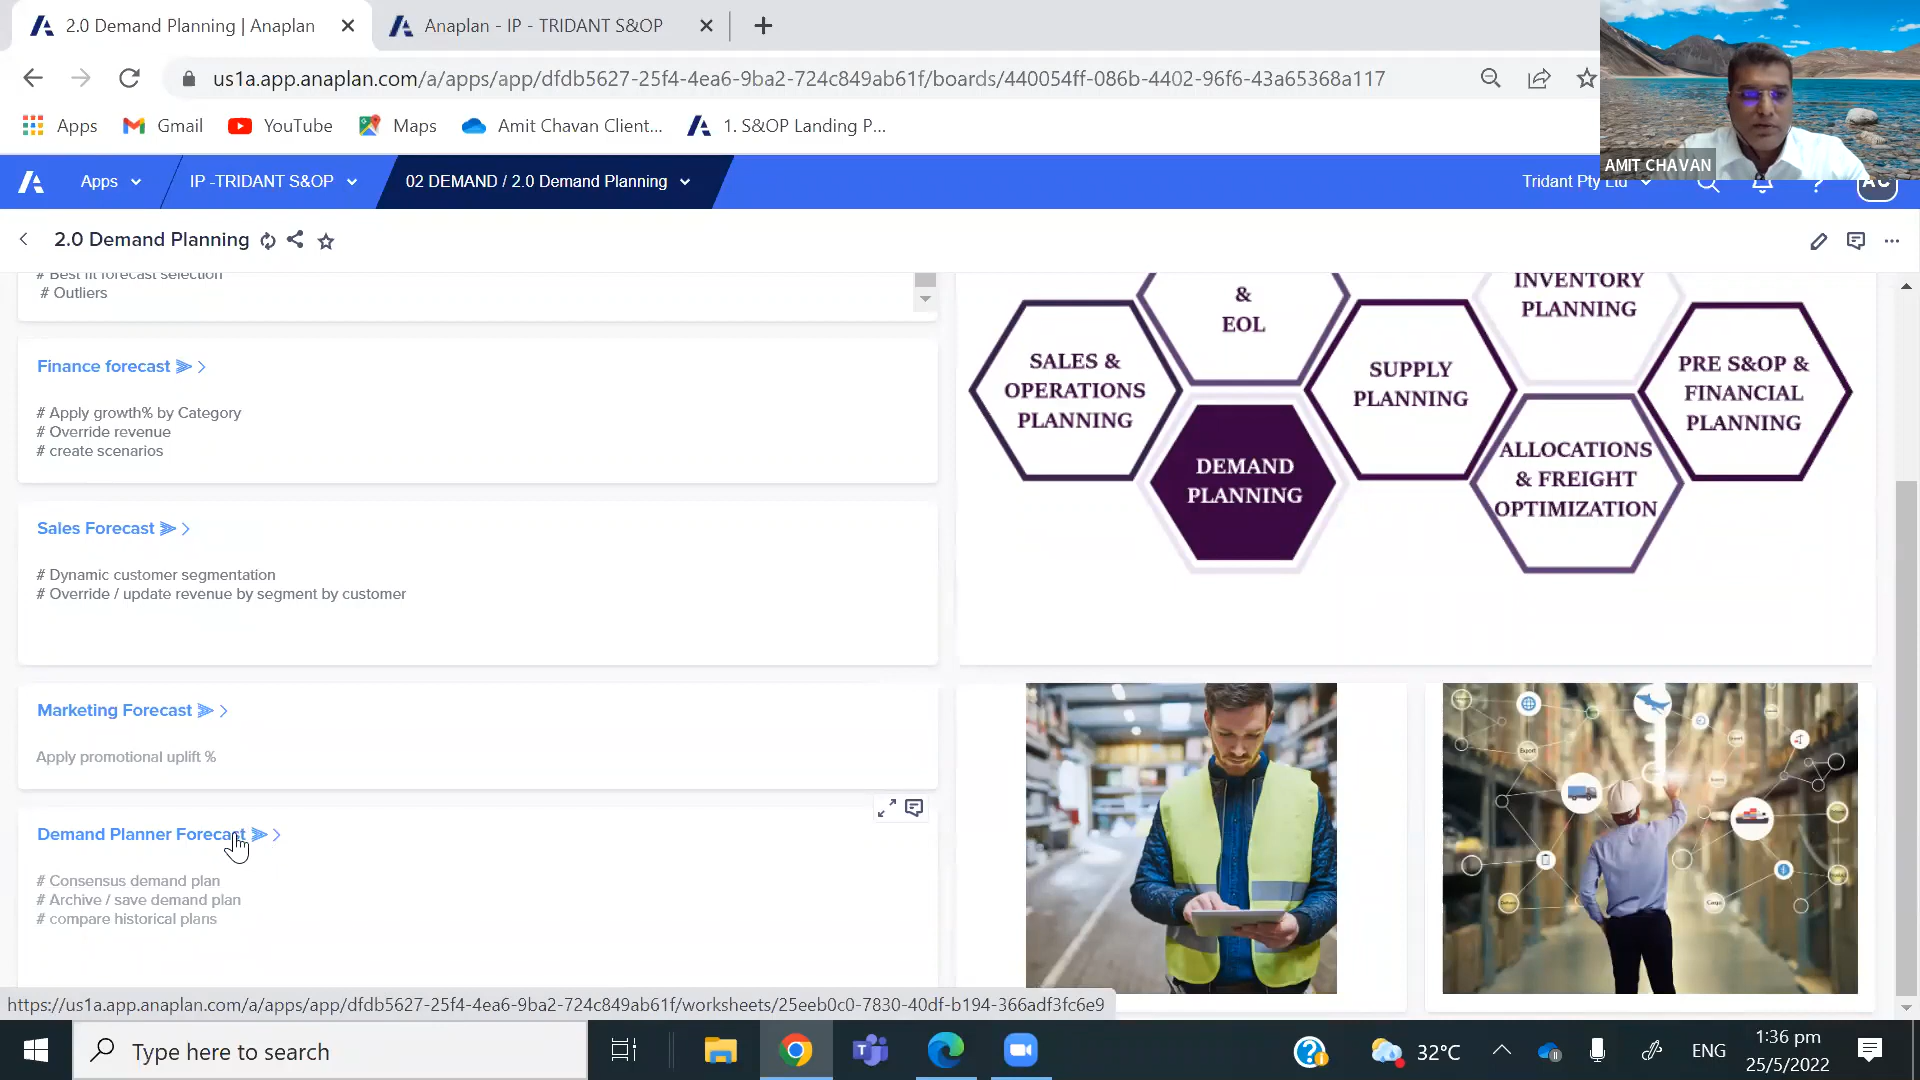 2.0 Demand Planning | Anaplan
Anaplan - IP - TRIDANT S&OP
us1a.app.anaplan.com/a/apps/app/dfdb5627-25f4-4ea6-9ba2-724c849ab61f/boards/440054ff-086b-4402-96f6-43a65368a117
Apps
Gmail
YouTube
Maps
Amit Chavan Client...
1. S&OP Landing P...
AMIT CHAVAN
Apps
IP -TRIDANT S&OP
02 DEMAND / 2.0 Demand Planning
Tridant Pty Ltd
AC
2.0 Demand Planning
# Best fit forecast selection
# Outliers
Finance forecast
# Apply growth% by Category
# Override revenue
# create scenarios
Sales Forecast
# Dynamic customer segmentation
# Override / update revenue by segment by customer
Marketing Forecast
Apply promotional uplift %
Demand Planner Forecast
# Consensus demand plan
# Archive / save demand plan
# compare historical plans
SALES &
OPERATIONS
PLANNING
&
EOL
DEMAND
PLANNING
SUPPLY
PLANNING
INVENTORY
PLANNING
ALLOCATIONS
& FREIGHT
OPTIMIZATION
PRE S&OP &
FINANCIAL
PLANNING
Export
https://us1a.app.anaplan.com/a/apps/app/dfdb5627-25f4-4ea6-9ba2-724c849ab61f/worksheets/25eeb0c0-7830-40df-b194-366adf3fc6e9
Type here to search
32°C
ENG
1:36 pm
25/5/2022